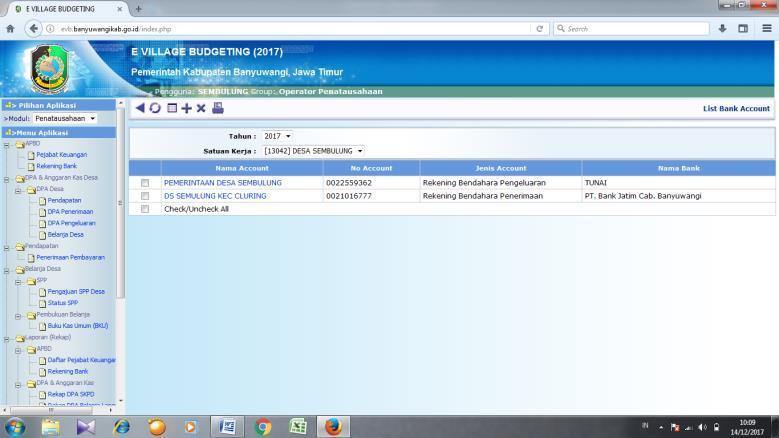 E VILLAGE BUDGETING
evb.banyuwangikab.go.id/index.php
Search
E VILLAGE BUDGETING (2017)
Pemerintah Kabupaten Banyuwangi, Jawa Timur
Pengguna: SEMBULUNG Group: Operator Penatausahaan
> Pilihan Aplikasi
>Modul: Penatausahaan
>Menu Aplikasi
APBD
Pejabat Keuangan
Rekening Bank
DPA & Anggaran Kas Desa
DPA Desa
Pendapatan
DPA Penerimaan
DPA Pengeluaran
Belanja Desa
Pendapatan
Penerimaan Pembayaran
Belanja Desa
SPP
Pengajuan SPP Desa
Status SPP
Pembukuan Belanja
Buku Kas Umum (BKU)
Laporan (Rekap)
APBD
Daftar Pejabat Keuangan
Rekening Bank
DPA & Anggaran Kas
Rekap DPA SKPD
List Bank Account
Tahun : 2017
Satuan Kerja : [13042] DESA SEMBULUNG
Nama Account No Account Jenis Account Nama Bank
PEMERINTAAN DESA SEMBULUNG 0022559362 Rekening Bendahara Pengeluaran TUNAI
DS SEMULUNG KEC CLURING 0021016777 Rekening Bendahara Penerimaan PT. Bank Jatim Cab. Banyuwangi
Check/Uncheck All
IN
10:09
14/12/2017